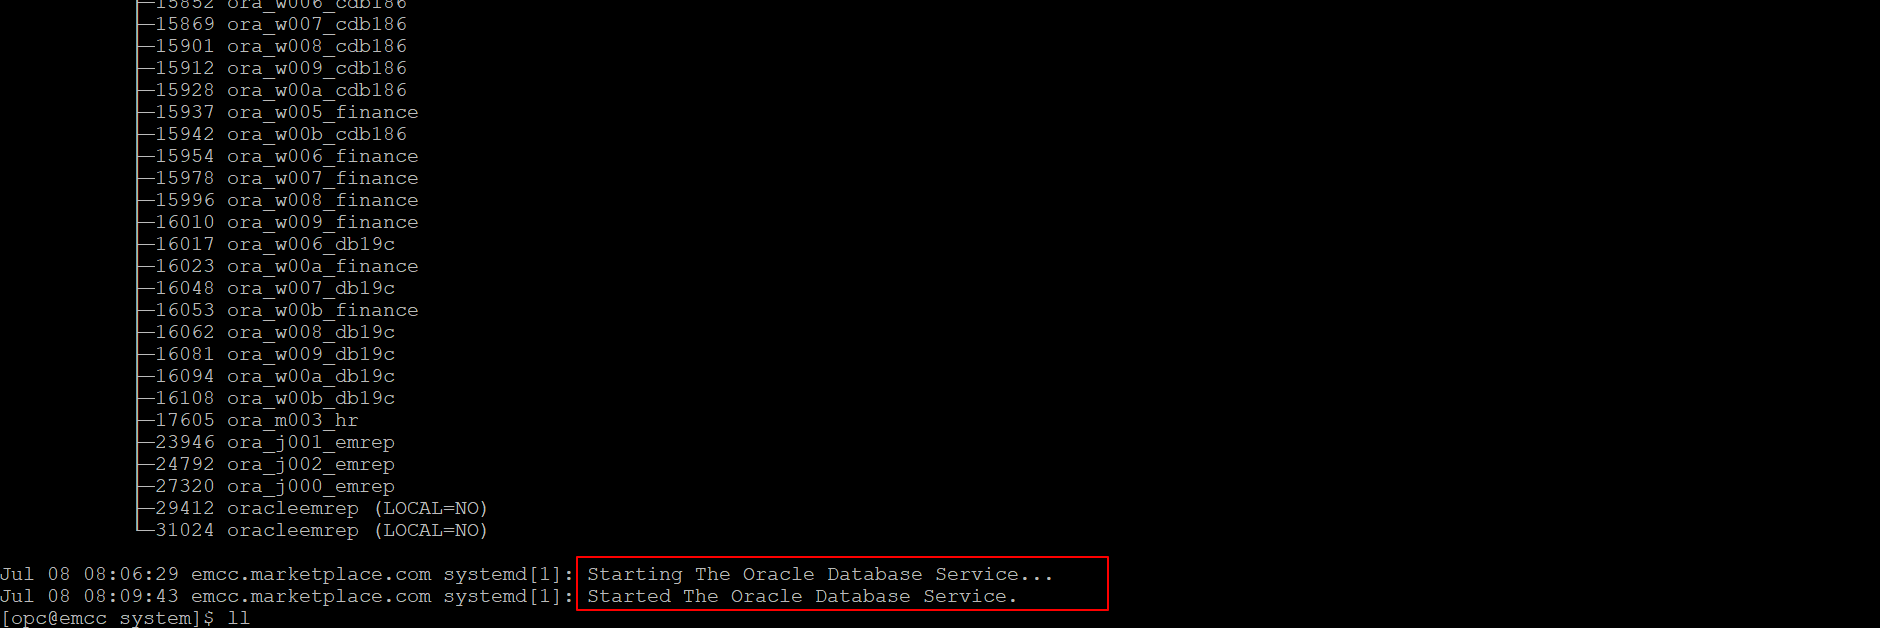 ├─15852 ora_w006_cdb186
├─15869 ora_w007_cdb186
├─15901 ora_w008_cdb186
├─15912 ora_w009_cdb186
├─15928 ora_w00a_cdb186
├─15937 ora_w005_finance
├─15942 ora_w00b_cdb186
├─15954 ora_w006_finance
├─15978 ora_w007_finance
├─15996 ora_w008_finance
├─16010 ora_w009_finance
├─16017 ora_w006_db19c
├─16023 ora_w00a_finance
├─16048 ora_w007_db19c
├─16053 ora_w00b_finance
├─16062 ora_w008_db19c
├─16081 ora_w009_db19c
├─16094 ora_w00a_db19c
├─16108 ora_w00b_db19c
├─17605 ora_m003_hr
├─23946 ora_j001_emrep
├─24792 ora_j002_emrep
├─27320 ora_j000_emrep
├─29412 oracleemrep (LOCAL=NO)
└─31024 oracleemrep (LOCAL=NO)
Jul 08 08:06:29 emcc.marketplace.com systemd[1]: Starting The Oracle Database Service...
Jul 08 08:09:43 emcc.marketplace.com systemd[1]: Started The Oracle Database Service.
[opc@emcc system]$ ll